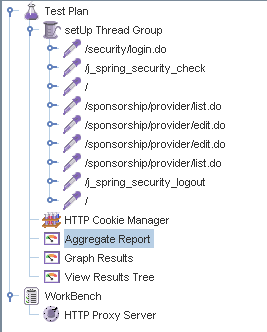 Test Plan
setUp Thread Group
/security/login.do
/j_spring_security_check
/
/sponsorship/provider/list.do
/sponsorship/provider/edit.do
/sponsorship/provider/edit.do
/sponsorship/provider/list.do
/j_spring_security_logout
/
HTTP Cookie Manager
Aggregate Report
Graph Results
View Results Tree
WorkBench
HTTP Proxy Server